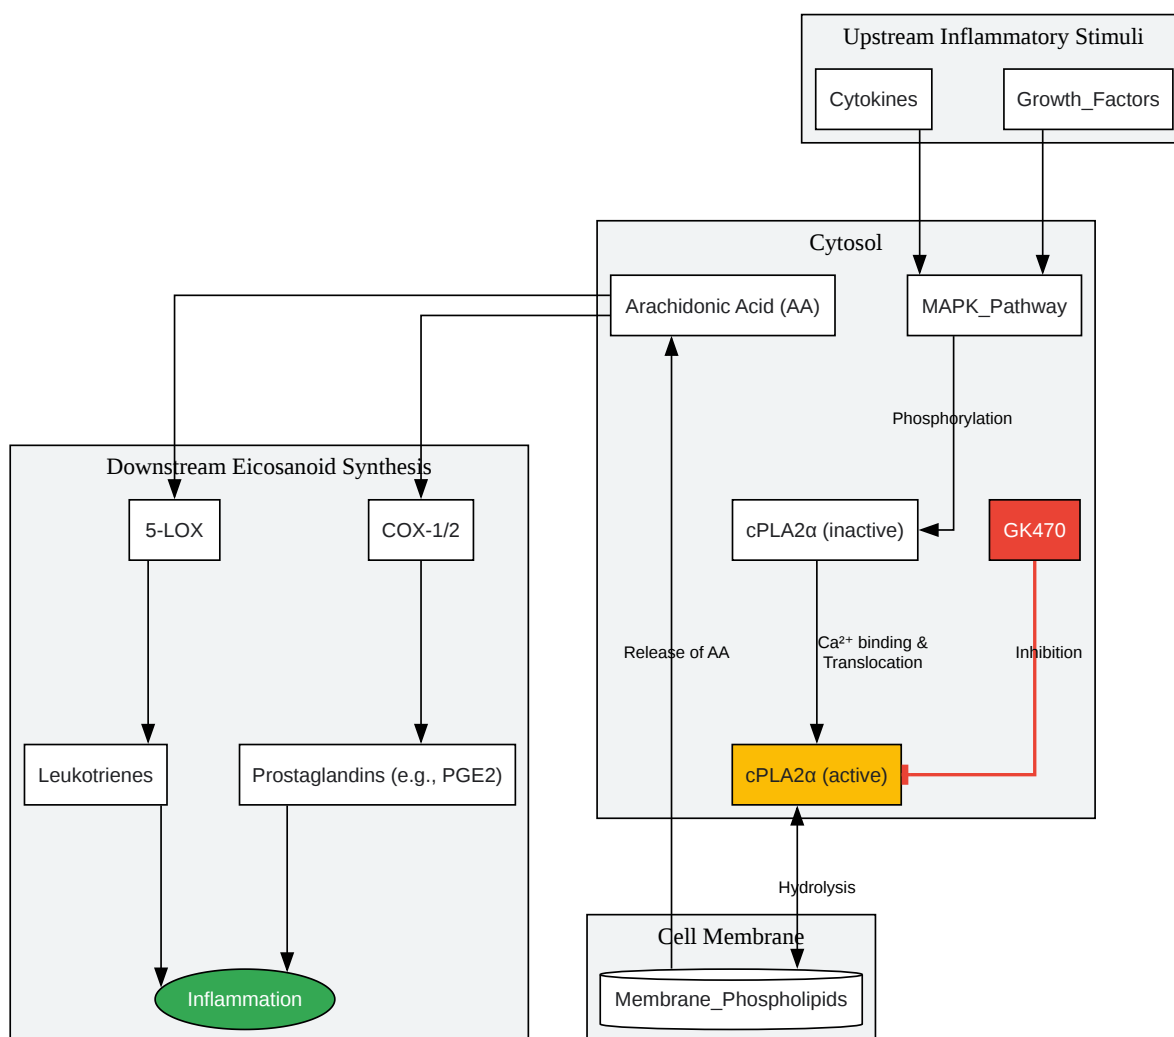 Upstream Inflammatory Stimuli
Cytokines
Growth_Factors
Cytosol
Arachidonic Acid (AA)
MAPK_Pathway
Phosphorylation
Downstream Eicosanoid Synthesis
5-LOX
COX-1/2
cPLA2α (inactive)
GK470
Release of AA
Ca²⁺ binding &
Translocation
Inhibition
Leukotrienes
Prostaglandins (e.g., PGE2)
cPLA2α (active)
Hydrolysis
Cell Membrane
Inflammation
Membrane_Phospholipids